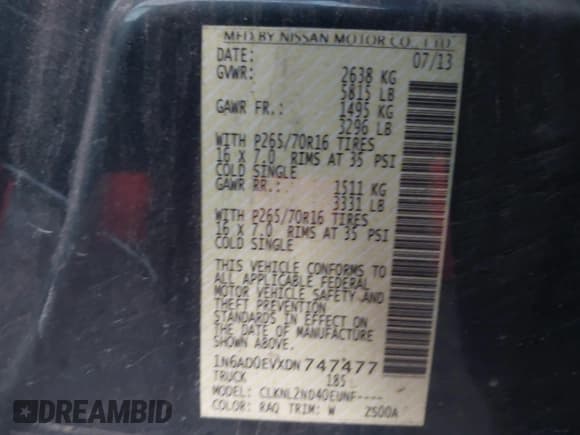 MFD.BY NISSAN MOTOR CO., LTD.
DATE: 07/13
GVWR: 2638 KG
5815 LB
GAWR FR.: 1495 KG
3296 LB
WITH P265/70R16 TIRES
16 X 7.0 RIMS AT 35 PSI
COLD SINGLE
GAWR RR.: 1511 KG
3331 LB
WITH P265/70R16 TIRES
16 X 7.0 RIMS AT 35 PSI
COLD SINGLE
THIS VEHICLE CONFORMS TO
ALL APPLICABLE FEDERAL
MOTOR VEHICLE SAFETY AND
THEFT PREVENTION
STANDARDS IN EFFECT ON
THE DATE OF MANUFACTURE
SHOWN ABOVE.
1N6AD0EVXDN747477
TRUCK 185
MODEL: CLKNL2ND40EUNF----
COLOR: RAQ TRIM: W 2500A
DREAMBID
dreambid.com